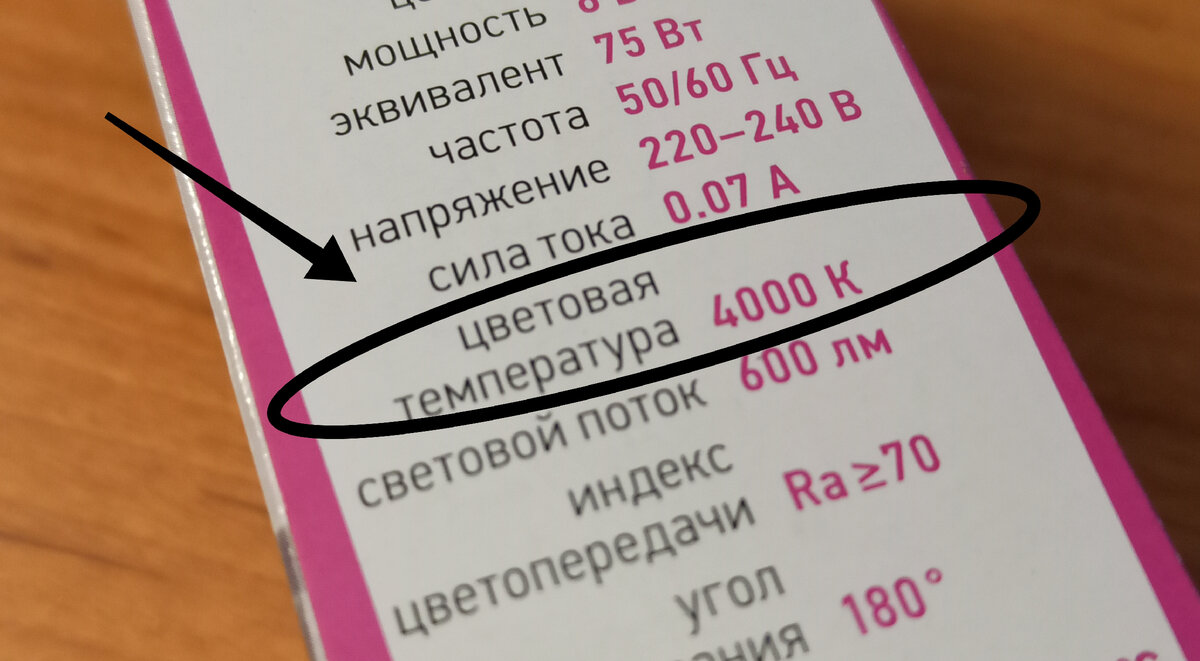 мощность
эквивалент 75 Вт
частота 50/60 Гц
напряжение 220–240 В
сила тока 0.07 А
цветовая
температура 4000 К
световой поток 600 лм
индекс
цветопередачи Ra≥70
угол
180°